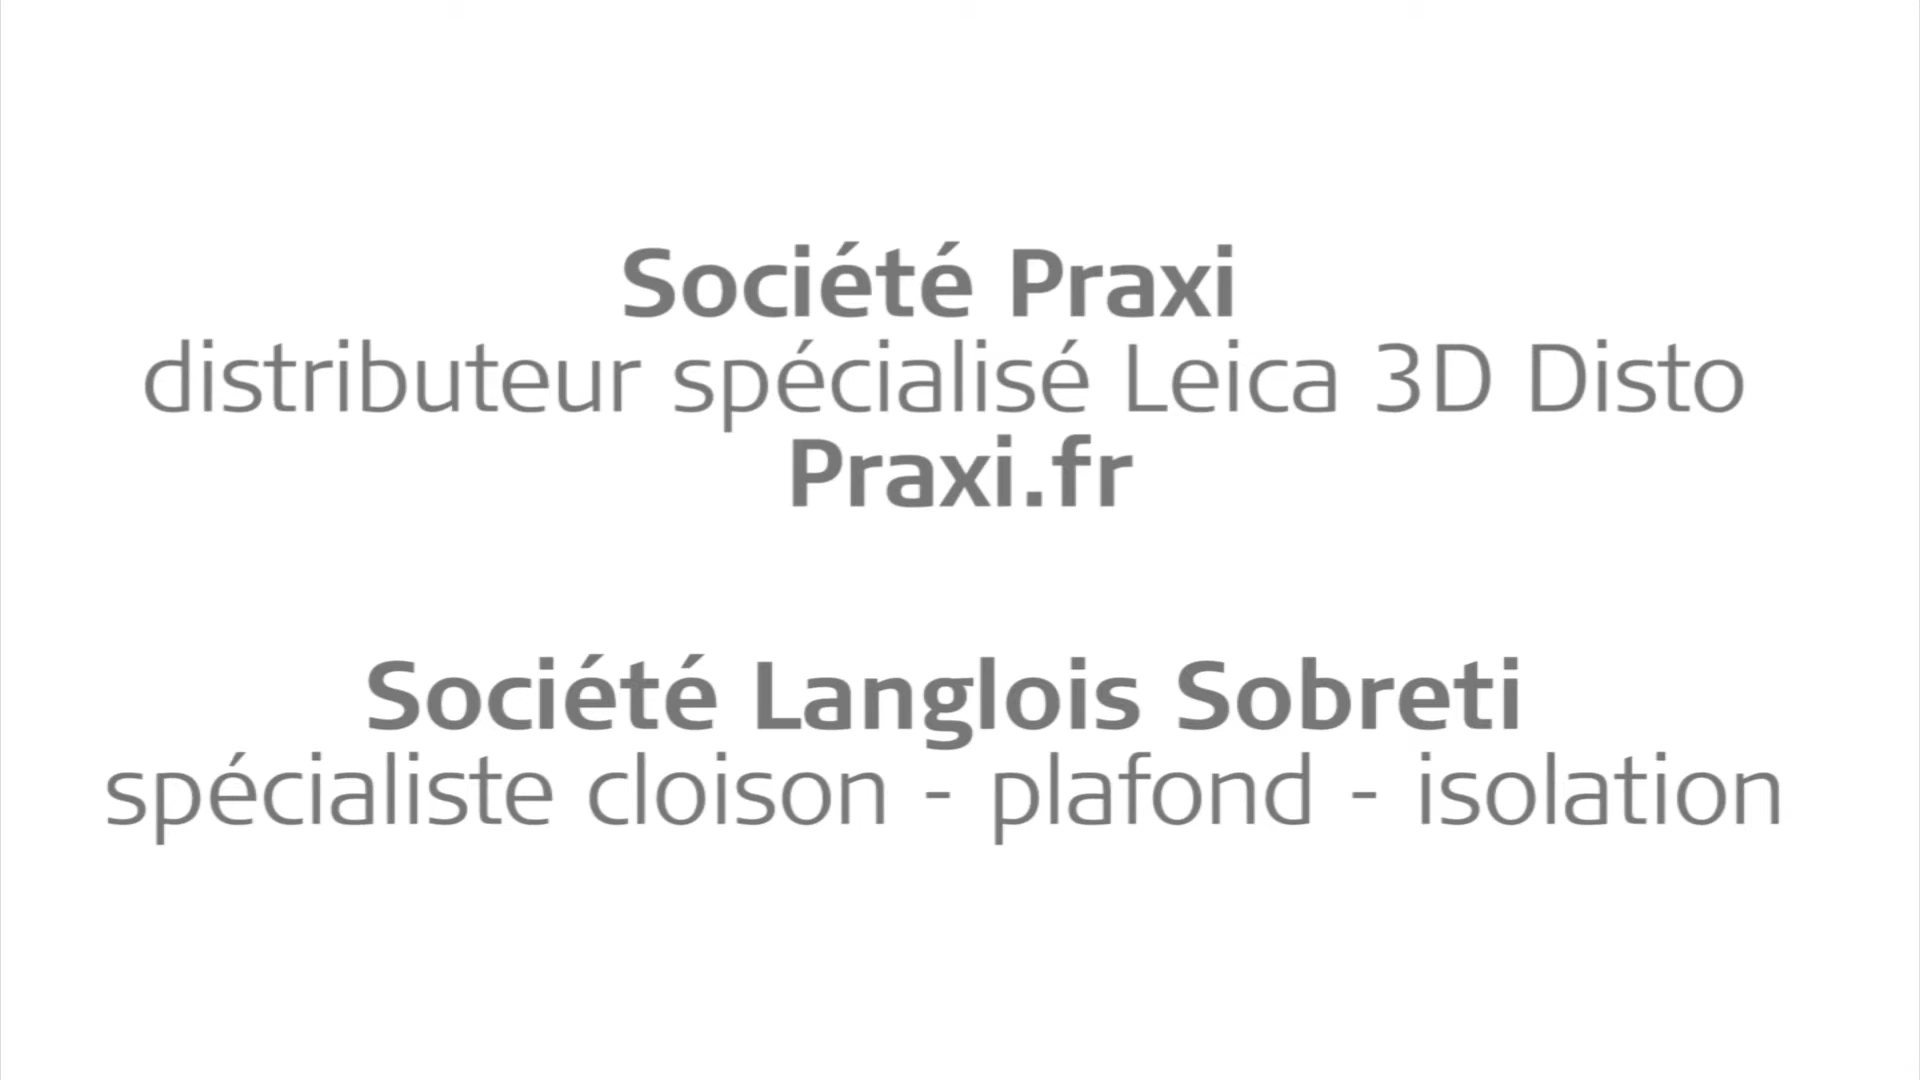 Société Praxi
distributeur spécialisé Leica 3D Disto
Praxi.fr
Société Langlois Sobreti
spécialiste cloison - plafond - isolation